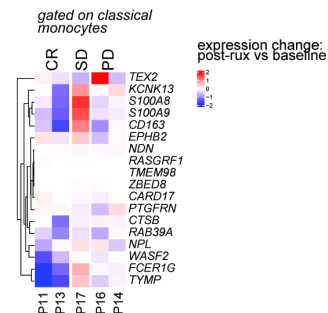 gated on classical
monocytes
CR
SD
PD
expression change:
post-rux vs baseline
2
1
0
−1
−2
TEX2
KCNK13
S100A8
S100A9
CD163
EPHB2
NDN
RASGRF1
TMEM98
ZBED8
CARD17
PTGFRN
CTSB
RAB39A
NPL
WASF2
FCER1G
TYMP
P11
P13
P17
P16
P14